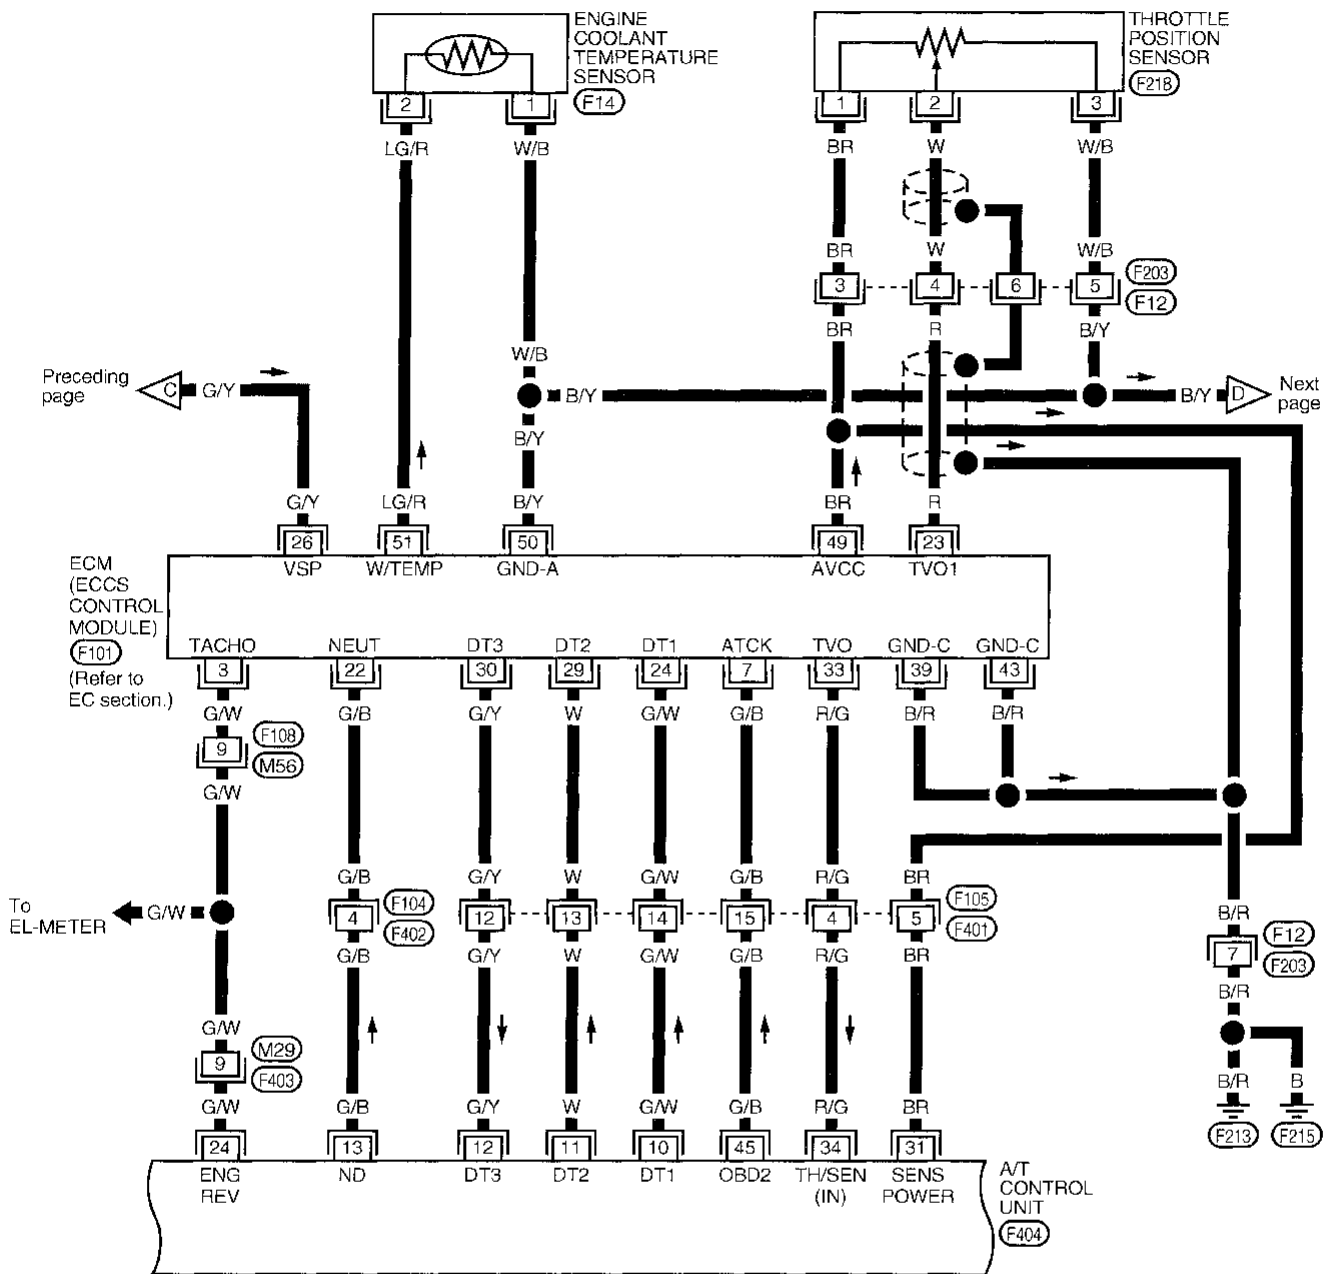 ENGINE
COOLANT
TEMPERATURE
SENSOR
F14
THROTTLE
POSITION
SENSOR
F218
2
1
1
2
3
LG/R
W/B
BR
W
W/B
BR
W
W/B
3
4
6
5
F203
F12
BR
R
B/Y
W/B
Preceding
page
C
G/Y
B/Y
B/Y
D
Next
page
B/Y
G/Y
LG/R
B/Y
BR
R
26
51
50
49
23
VSP
W/TEMP
GND-A
AVCC
TVO1
ECM
(ECCS
CONTROL
MODULE)
F101
(Refer to
EC section.)
TACHO
NEUT
DT3
DT2
DT1
ATCK
TVO
GND-C
GND-C
3
22
30
29
24
7
33
39
43
G/W
G/B
G/Y
W
G/W
G/B
R/G
B/R
B/R
9
F108
M56
G/W
G/B
G/Y
W
G/W
G/B
R/G
BR
To
EL-METER
G/W
4
F104
F402
12
13
14
15
4
5
F105
F401
B/R
G/B
G/Y
W
G/W
G/B
R/G
BR
7
F12
F203
B/R
G/W
9
M29
F403
G/W
G/B
G/Y
W
G/W
G/B
R/G
BR
B/R
B
F213
F215
24
13
12
11
10
45
34
31
ENG
REV
ND
DT3
DT2
DT1
OBD2
TH/SEN
(IN)
SENS
POWER
A/T
CONTROL
UNIT
F404